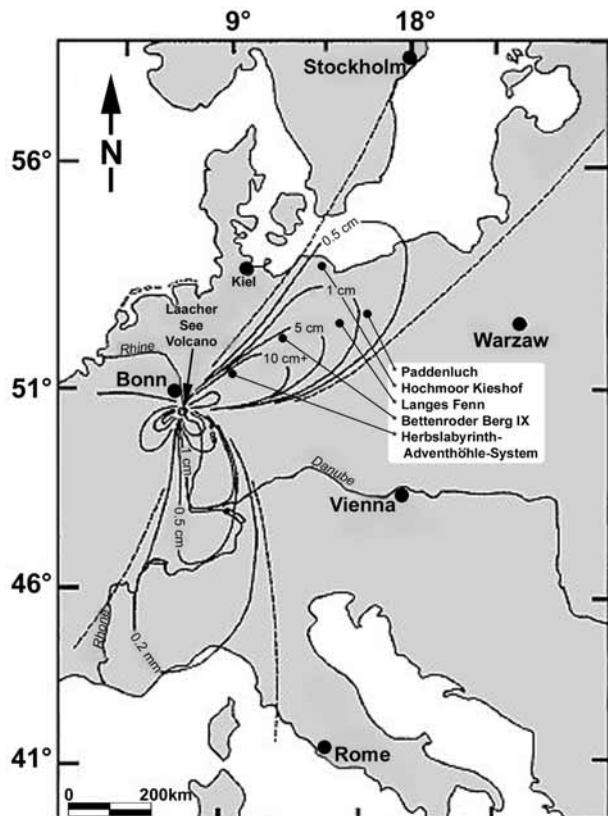 9°
18°
Stockholm
56°
N
0.5 cm
Kiel
1 cm
Laacher
See
Volcano
5 cm
Warzaw
Rhine
10 cm+
Paddenluch
51°
Bonn
Hochmoor Kieshof
Langes Fenn
Bettenroder Berg IX
Herbslabyrinth-
Adventhöhle-System
1 cm
Danube
Vienna
0.5 cm
46°
Rhone
0.2 mm
41°
Rome
0
200km